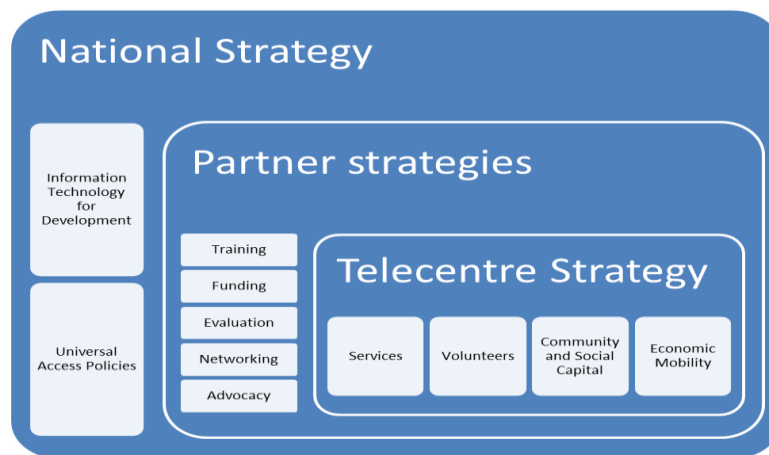 National Strategy
Information
Technology
for
Development
Universal
Access Policies
Partner strategies
Training
Funding
Evaluation
Networking
Advocacy
Telecentre Strategy
Services
Volunteers
Community
and Social
Capital
Economic
Mobility